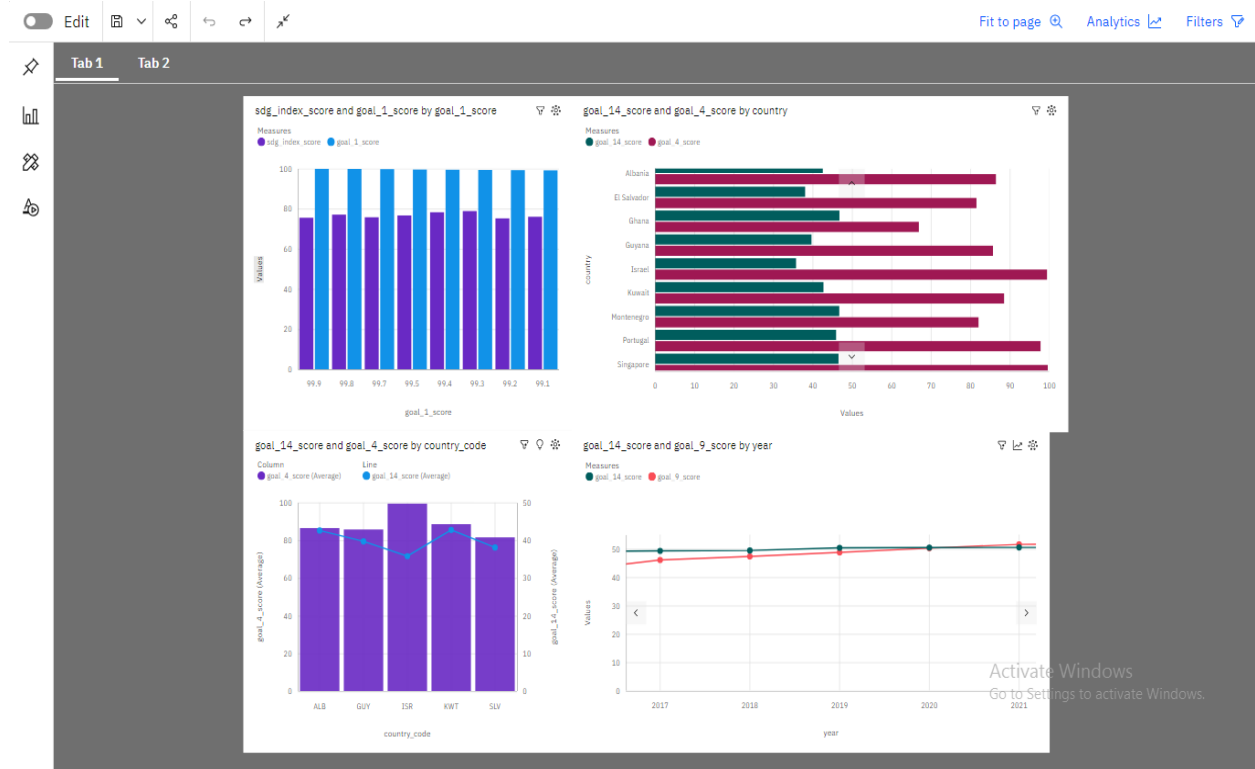 Edit
Fit to page Analytics Filters
Tab 1 Tab 2
sdg_index_score and goal_1_score by goal_1_score
Measures
sdg_index_score goal_1_score
100
80
60
40
20
0
Values
99.9 99.8 99.7 99.5 99.4 99.3 99.2 99.1
goal_1_score
goal_14_score and goal_4_score by country
Measures
goal_14_score goal_4_score
country
Albania
El Salvador
Ghana
Guyana
Israel
Kuwait
Montenegro
Portugal
Singapore
0 10 20 30 40 50 60 70 80 90 100
Values
goal_14_score and goal_4_score by country_code
Column Line
goal_4_score (Average) goal_14_score (Average)
goal_4_score (Average)
100
80
60
40
20
0
50
40
30
20
10
0
goal_14_score (Average)
ALB GUY ISR KWT SLV
country_code
goal_14_score and goal_9_score by year
Measures
goal_14_score goal_9_score
Values
50
40
30
20
10
0
2017 2018 2019 2020 2021
year
Activate Windows
Go to Settings to activate Windows.